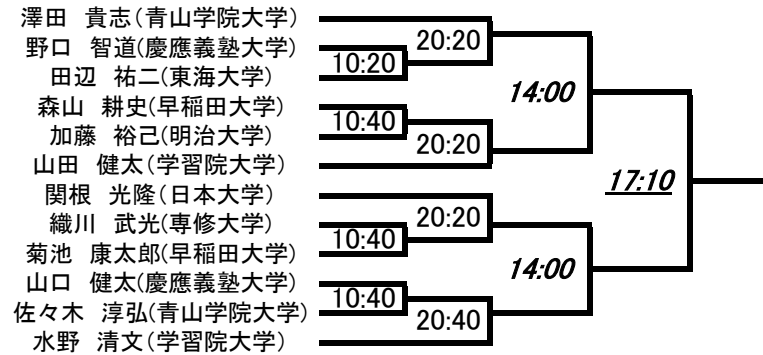 澤田　貴志(青山学院大学)
20:20
野口　智道(慶應義塾大学)
10:20
田辺　祐二(東海大学)
14:00
森山　耕史(早稲田大学)
10:40
加藤　裕己(明治大学)
20:20
山田　健太(学習院大学)
17:10
関根　光隆(日本大学)
20:20
織川　武光(専修大学)
10:40
菊池　康太郎(早稲田大学)
14:00
山口　健太(慶應義塾大学)
10:40
佐々木　淳弘(青山学院大学)
20:40
水野　清文(学習院大学)